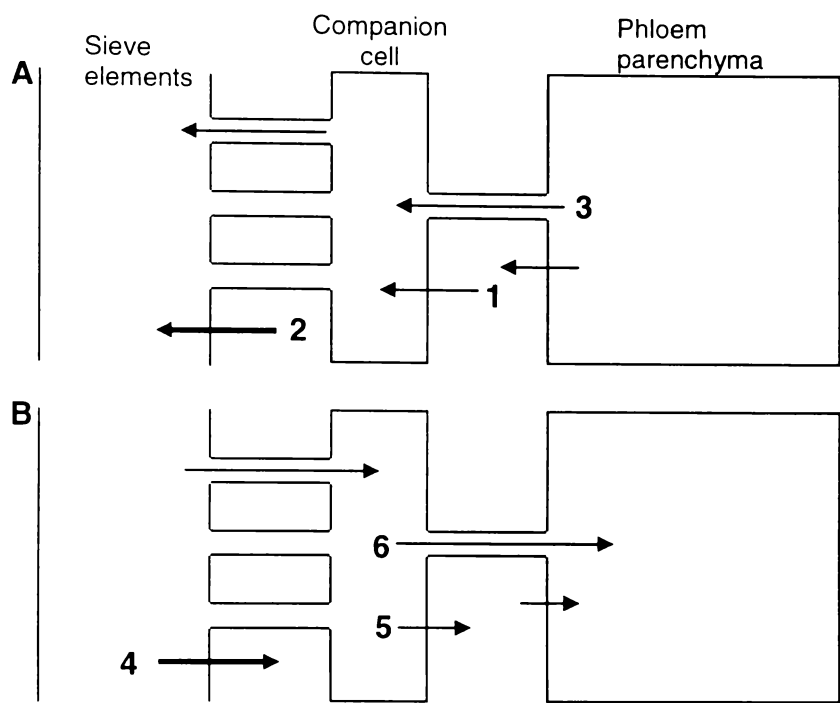 A
Sieve
elements
Companion
cell
Phloem
parenchyma
3
1
2
B
6
5
4